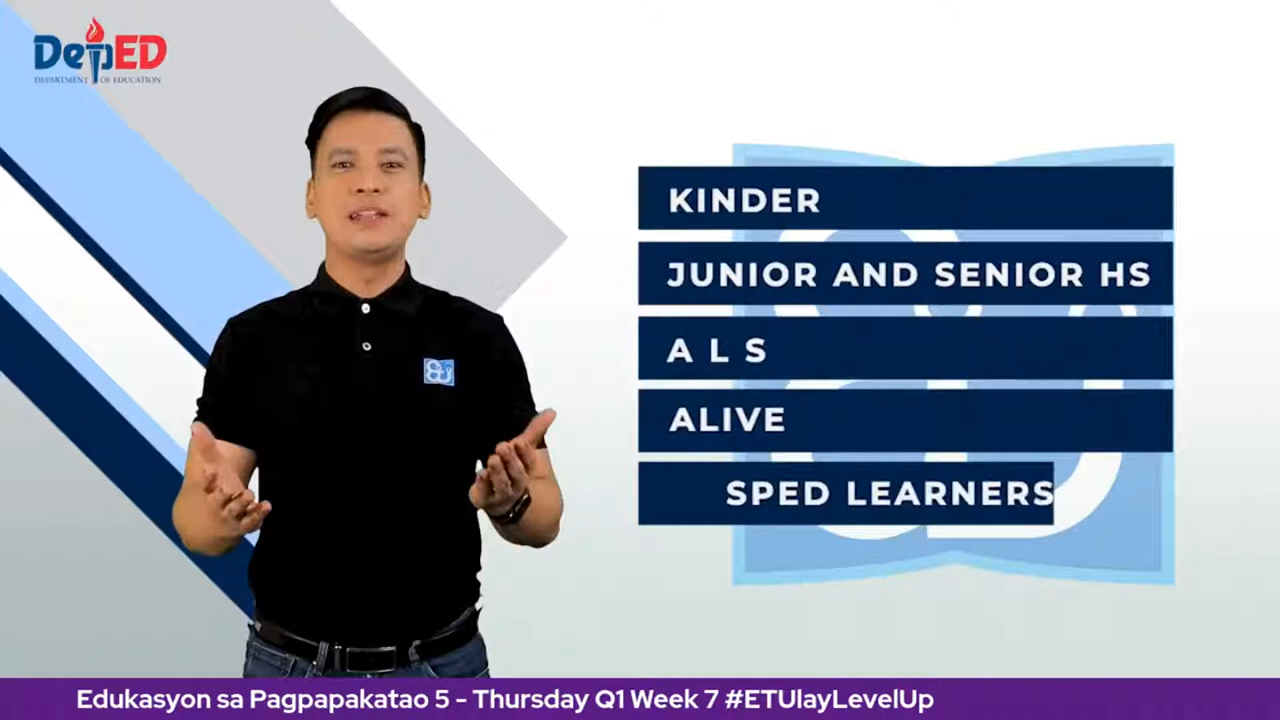 DepED
DEPARTMENT OF EDUCATION
KINDER
JUNIOR AND SENIOR HS
A L S
ALIVE
SPED LEARNERS
Edukasyon sa Pagpapakatao 5 - Thursday Q1 Week 7 #ETUlayLevelUp